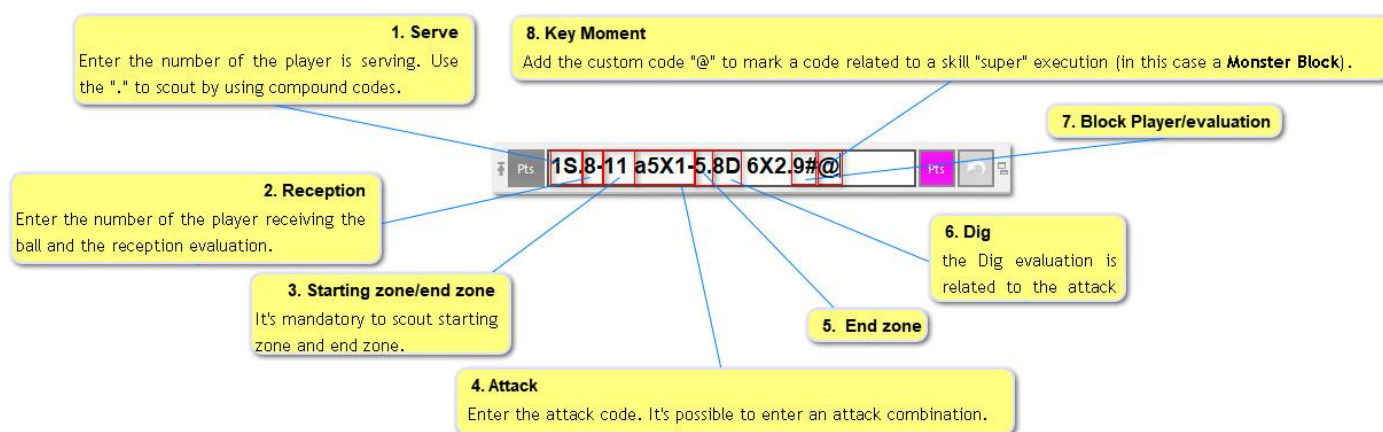 1. Serve
Enter the number of the player is serving. Use
the "." to scout by using compound codes.
8. Key Moment
Add the custom code "@" to mark a code related to a skill "super" execution (in this case a Monster Block).
7. Block Player/evaluation
Pts 1S.8-11 a5X1-5.8D 6X2.9#@ Pts
2. Reception
Enter the number of the player receiving the
ball and the reception evaluation.
6. Dig
the Dig evaluation is
related to the attack
3. Starting zone/end zone
It's mandatory to scout starting
zone and end zone.
5. End zone
4. Attack
Enter the attack code. It's possible to enter an attack combination.